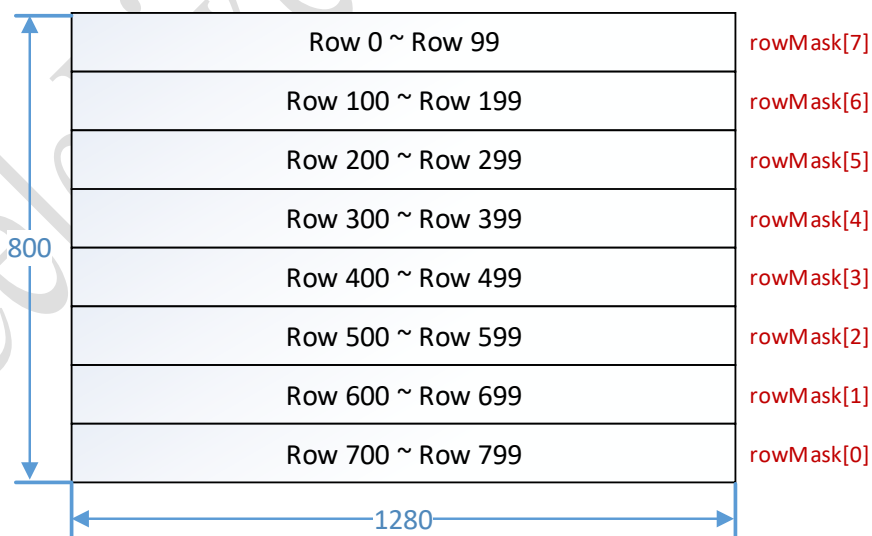 Row 0 ~ Row 99 rowMask[7]
Row 100 ~ Row 199 rowMask[6]
Row 200 ~ Row 299 rowMask[5]
Row 300 ~ Row 399 rowMask[4]
800
Row 400 ~ Row 499 rowMask[3]
Row 500 ~ Row 599 rowMask[2]
Row 600 ~ Row 699 rowMask[1]
Row 700 ~ Row 799 rowMask[0]
1280